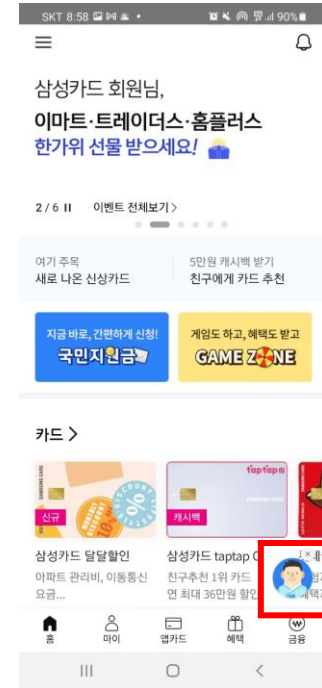 SKT 8:58
90%
삼성카드 회원님,
이마트·트레이더스·홈플러스
한가위 선물 받으세요!
2 / 6 이벤트 전체보기 >
여기 주목
새로 나온 신상카드
5만원 캐시백 받기
친구에게 카드 추천
지금 바로, 간편하게 신청!
국민지원금
게임도 하고, 혜택도 받고
GAME ZONE
카드 >
SAMSUNG CARD
MONTHLY DISCOUNT 10%
DISCOUNT
신규
taptap
SAMSUNG CARD
캐시백
삼성카드 달달할인
아파트 관리비, 이동통신
요금...
삼성카드 taptap O
친구추천 1위 카드
연 최대 36만원 할인
홈
마이
앱카드
혜택
금융